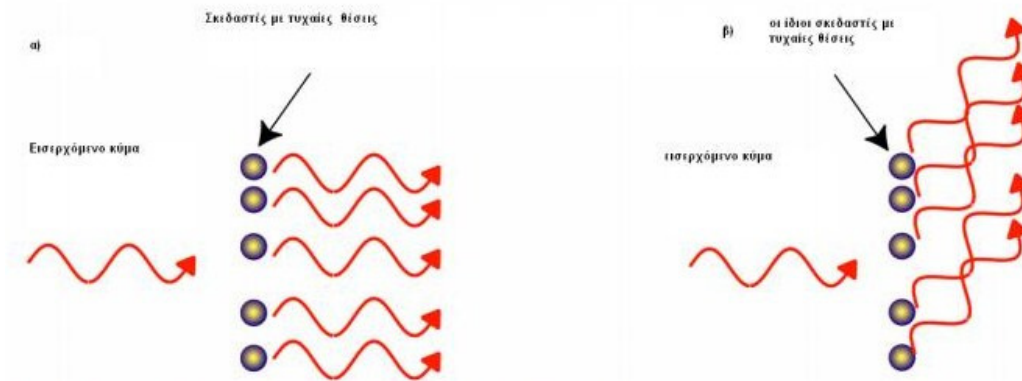 Σκεδαστές με τυχαίες θέσεις
α)
Εισερχόμενο κύμα
β)
οι ίδιοι σκεδαστές με
τυχαίες θέσεις
εισερχόμενο κύμα